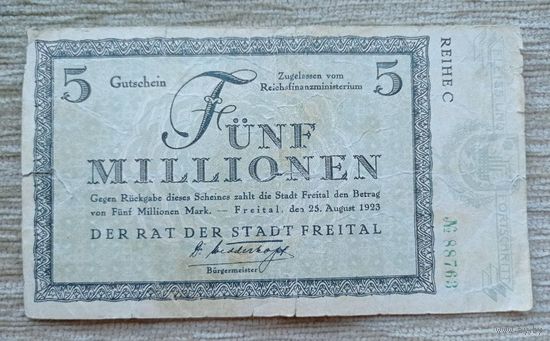 5
Gutschein
Zugelassen vom
Reichsfinanzministerium
5
FÜNF
MILLIONEN
Gegen Rückgabe dieses Scheines zahlt die Stadt Freital den Betrag
von Fünf Millionen Mark. — Freital, den 25. August 1923
DER RAT DER STADT FREITAL
Bürgermeister
REIHE C
№ 88763